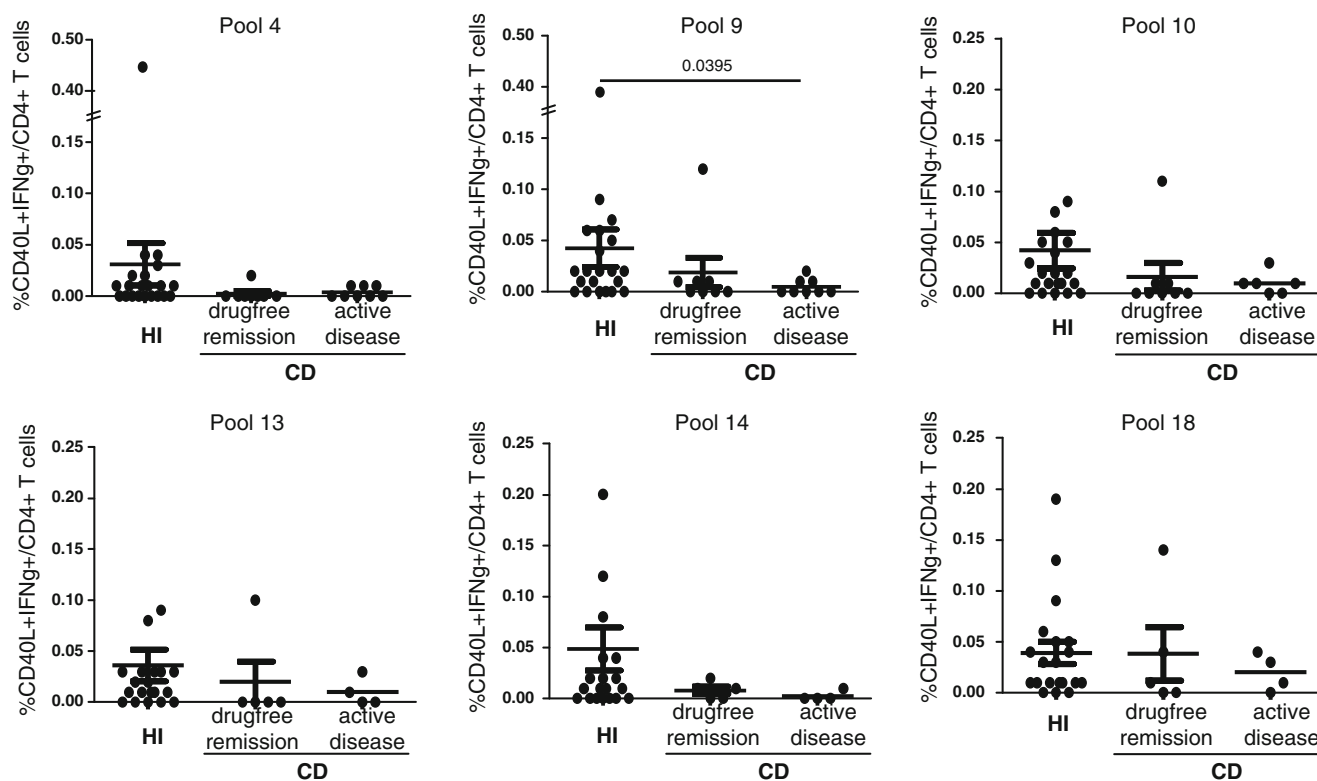 Pool 4
%CD40L+IFNg+/CD4+ T cells
0.50
0.40
0.15
0.10
0.05
0.00
HI
drugfree
remission
active
disease
CD
Pool 9
%CD40L+IFNg+/CD4+ T cells
0.50
0.40
0.15
0.10
0.05
0.00
0.0395
HI
drugfree
remission
active
disease
CD
Pool 10
%CD40L+IFNg+/CD4+ T cells
0.25
0.20
0.15
0.10
0.05
0.00
HI
drugfree
remission
active
disease
CD
Pool 13
%CD40L+IFNg+/CD4+ T cells
0.25
0.20
0.15
0.10
0.05
0.00
HI
drugfree
remission
active
disease
CD
Pool 14
%CD40L+IFNg+/CD4+ T cells
0.25
0.20
0.15
0.10
0.05
0.00
HI
drugfree
remission
active
disease
CD
Pool 18
%CD40L+IFNg+/CD4+ T cells
0.25
0.20
0.15
0.10
0.05
0.00
HI
drugfree
remission
active
disease
CD